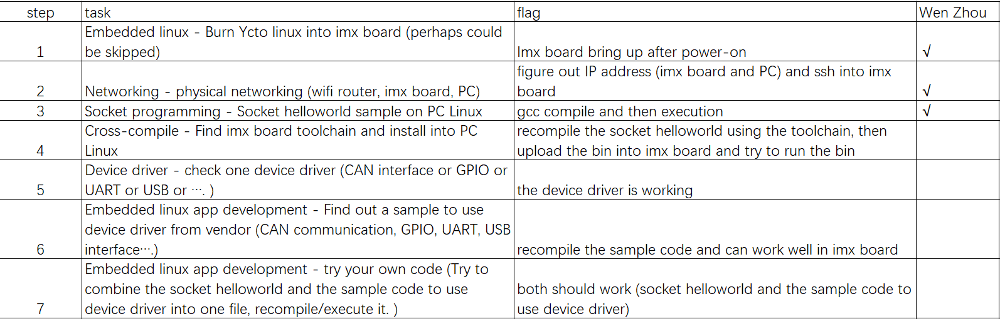 step task flag Wen Zhou
Embedded linux - Burn Ycto linux into imx board (perhaps could
1 be skipped) Imx board bring up after power-on √
figure out IP address (imx board and PC) and ssh into imx
2 Networking - physical networking (wifi router, imx board, PC) board √
3 Socket programming - Socket helloworld sample on PC Linux gcc compile and then execution √
Cross-compile - Find imx board toolchain and install into PC recompile the socket helloworld using the toolchain, then
4 Linux upload the bin into imx board and try to run the bin
Device driver - check one device driver (CAN interface or GPIO or
5 UART or USB or …. ) the device driver is working
Embedded linux app development - Find out a sample to use
device driver from vendor (CAN communication, GPIO, UART, USB
6 interface….) recompile the sample code and can work well in imx board
Embedded linux app development - try your own code (Try to
combine the socket helloworld and the sample code to use both should work (socket helloworld and the sample code to
7 device driver into one file, recompile/execute it. ) use device driver)